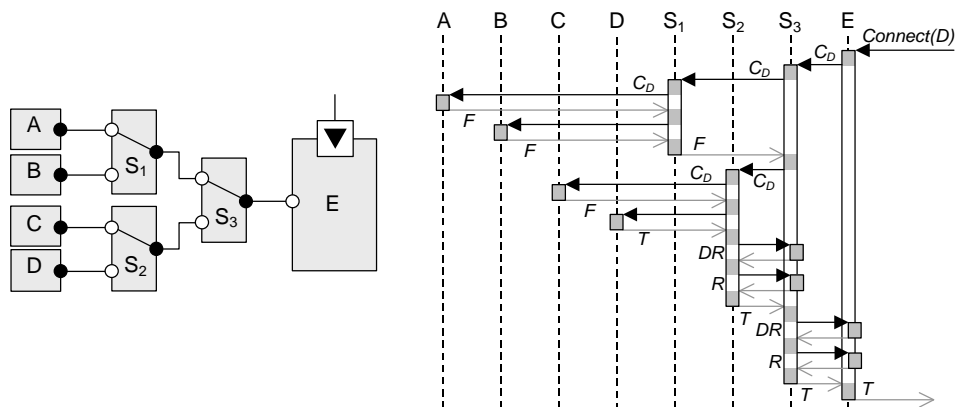 A B C D S1 S2 S3 E
Connect(D)
CD
CD
CD
F
F
F
CD
CD
F
T
DR
R
T
DR
R
T T
A
B
C
D
S1
S2
S3
E